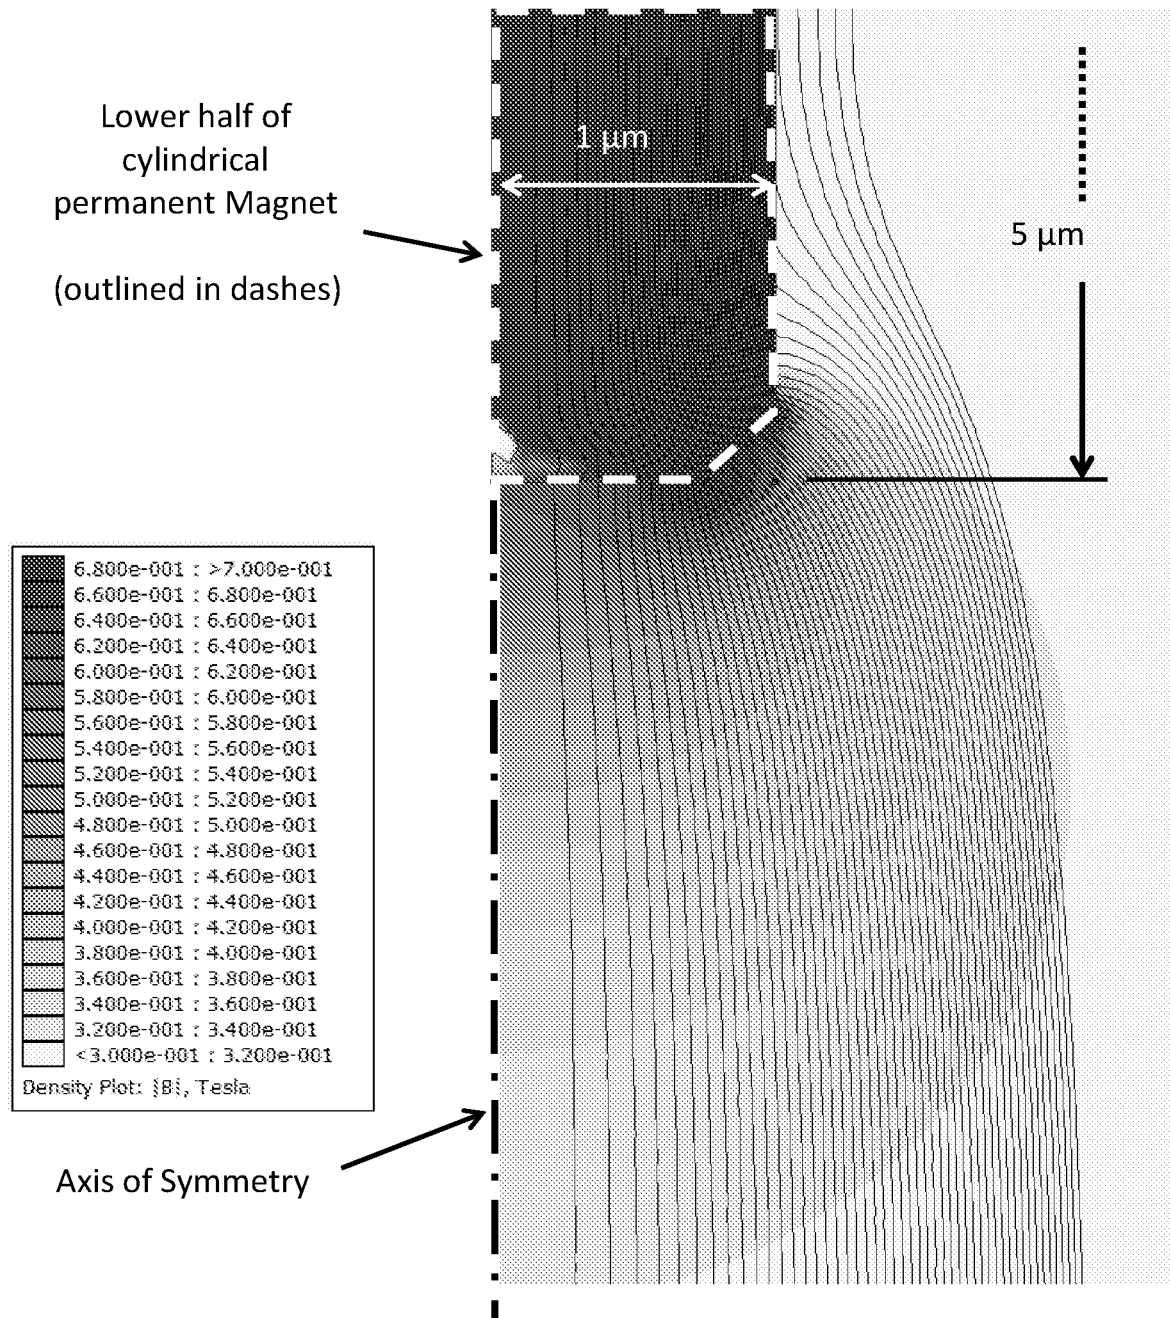 Lower half of
cylindrical
permanent Magnet
(outlined in dashes)
1 μm
5 μm
6.800e-001 : >7.000e-001
6.600e-001 : 6.800e-001
6.400e-001 : 6.600e-001
6.200e-001 : 6.400e-001
6.000e-001 : 6.200e-001
5.800e-001 : 6.000e-001
5.600e-001 : 5.800e-001
5.400e-001 : 5.600e-001
5.200e-001 : 5.400e-001
5.000e-001 : 5.200e-001
4.800e-001 : 5.000e-001
4.600e-001 : 4.800e-001
4.400e-001 : 4.600e-001
4.200e-001 : 4.400e-001
4.000e-001 : 4.200e-001
3.800e-001 : 4.000e-001
3.600e-001 : 3.800e-001
3.400e-001 : 3.600e-001
3.200e-001 : 3.400e-001
<3.000e-001 : 3.200e-001
Density Plot: |B|, Tesla
Axis of Symmetry